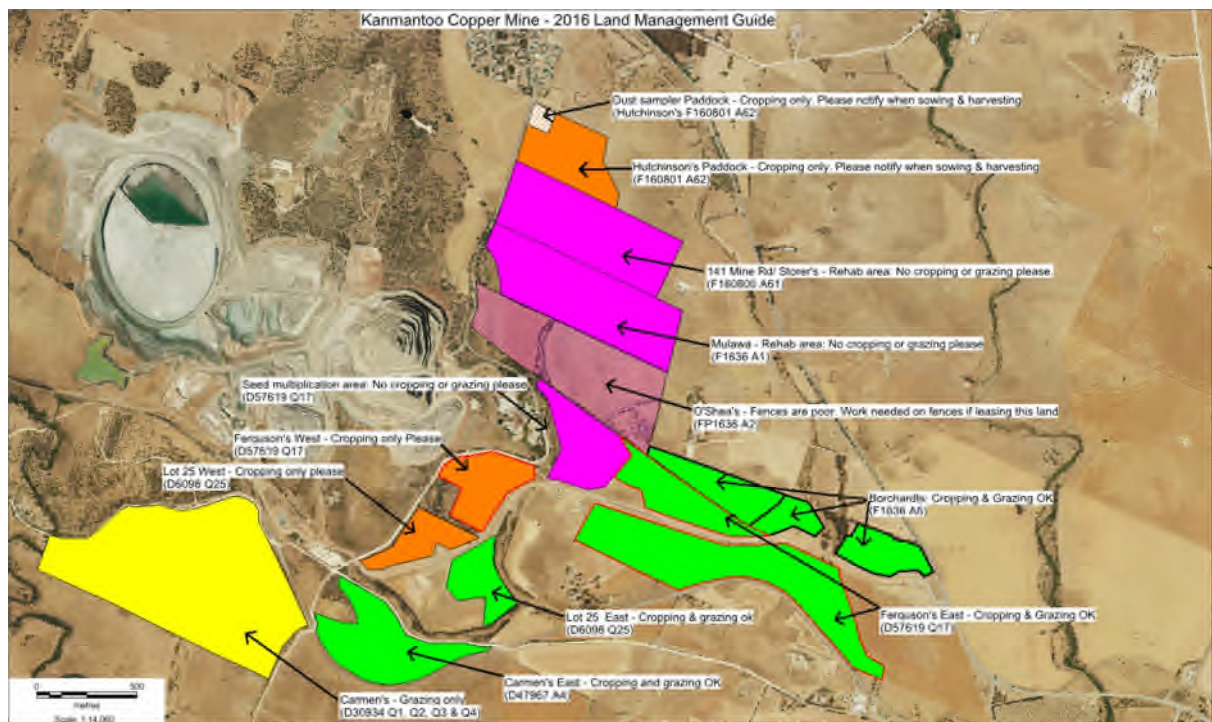 Kanmantoo Copper Mine - 2016 Land Management Guide
Dust sampler Paddock - Cropping only. Please notify when sowing & harvesting
(Hutchinson's F160801 A62)
Hutchinson's Paddock - Cropping only. Please notify when sowing & harvesting
(F160801 A62)
141 Mine Rd/ Storer's - Rehab area: No cropping or grazing please.
(F160800 A61)
Mulawa - Rehab area: No cropping or grazing please
(F1636 A1)
Seed multiplication area: No cropping or grazing please
(D57619 Q17)
O'Shea's - Fences are poor. Work needed on fences if leasing this land
(FP1636 A2)
Ferguson's West - Cropping only Please
(D57619 Q17)
Lot 25 West - Cropping only please
(D6098 Q25)
Borchardts: Cropping & Grazing OK
(F1636 A6)
Lot 25 East - Cropping & grazing ok
(D6098 Q25)
Ferguson's East - Cropping & Grazing OK
(D57619 Q17)
Carmen's East - Cropping and grazing OK
(D47967 A4)
Carmen's - Grazing only
(D30934 Q1, Q2, Q3 & Q4)
0 500
metres
Scale: 1:14,060